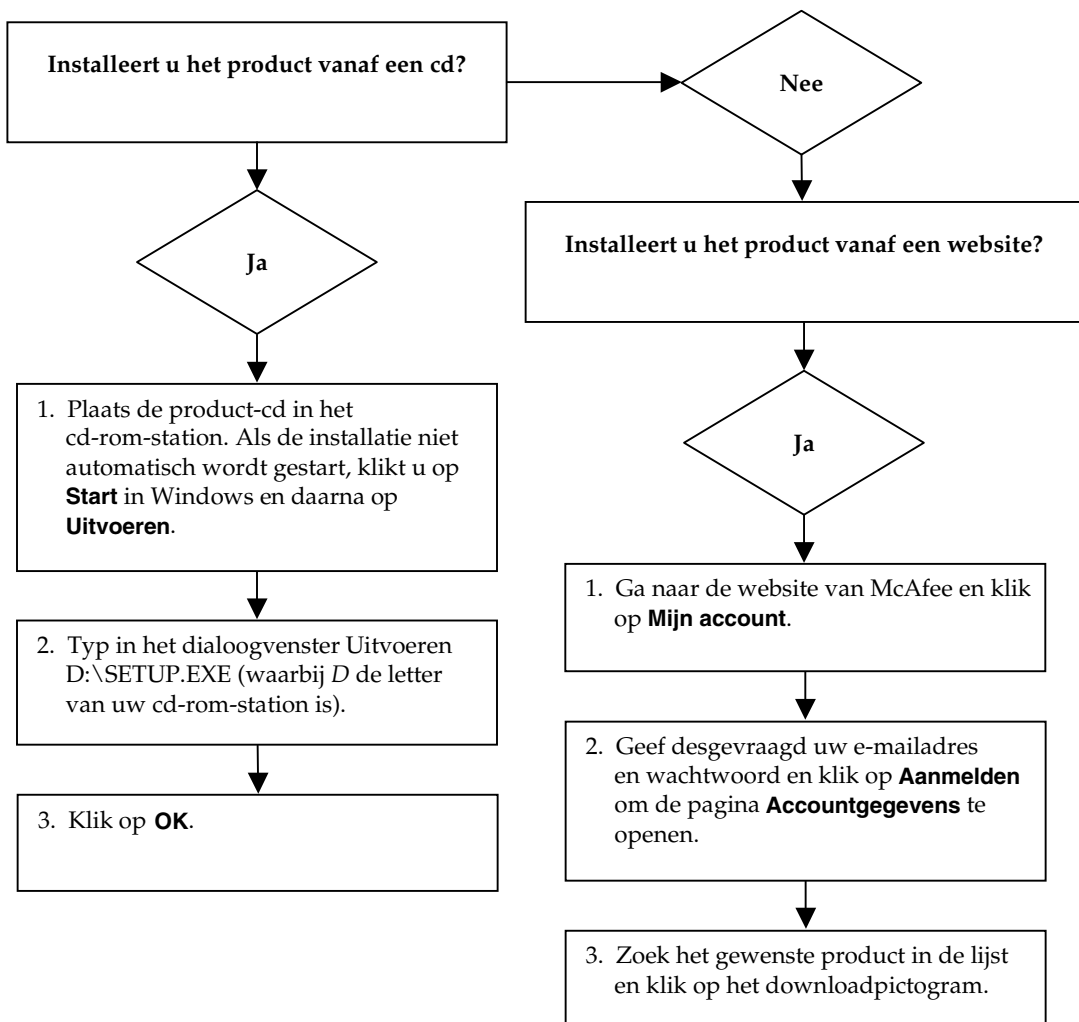 Installeert u het product vanaf een cd?
Nee
Ja
Installeert u het product vanaf een website?
1. Plaats de product-cd in het
cd-rom-station. Als de installatie niet
automatisch wordt gestart, klikt u op
Start in Windows en daarna op
Uitvoeren.
2. Typ in het dialoogvenster Uitvoeren
D:\SETUP.EXE (waarbij D de letter
van uw cd-rom-station is).
3. Klik op OK.
Ja
1. Ga naar de website van McAfee en klik
op Mijn account.
2. Geef desgevraagd uw e-mailadres
en wachtwoord en klik op Aanmelden
om de pagina Accountgegevens te
openen.
3. Zoek het gewenste product in de lijst
en klik op het downloadpictogram.